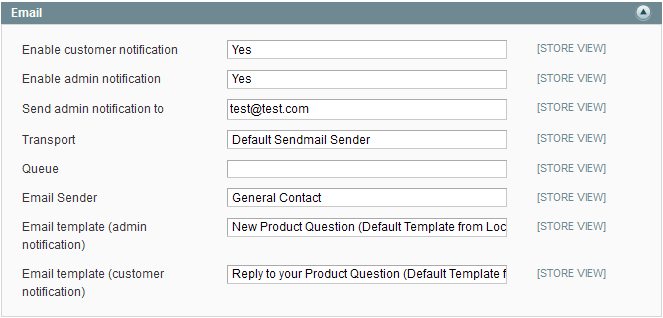 Email
Enable customer notification Yes [STORE VIEW]
Enable admin notification Yes [STORE VIEW]
Send admin notification to test@test.com [STORE VIEW]
Transport Default Sendmail Sender [STORE VIEW]
Queue [STORE VIEW]
Email Sender General Contact [STORE VIEW]
Email template (admin New Product Question (Default Template from Loc [STORE VIEW]
notification)
Email template (customer Reply to your Product Question (Default Template f [STORE VIEW]
notification)